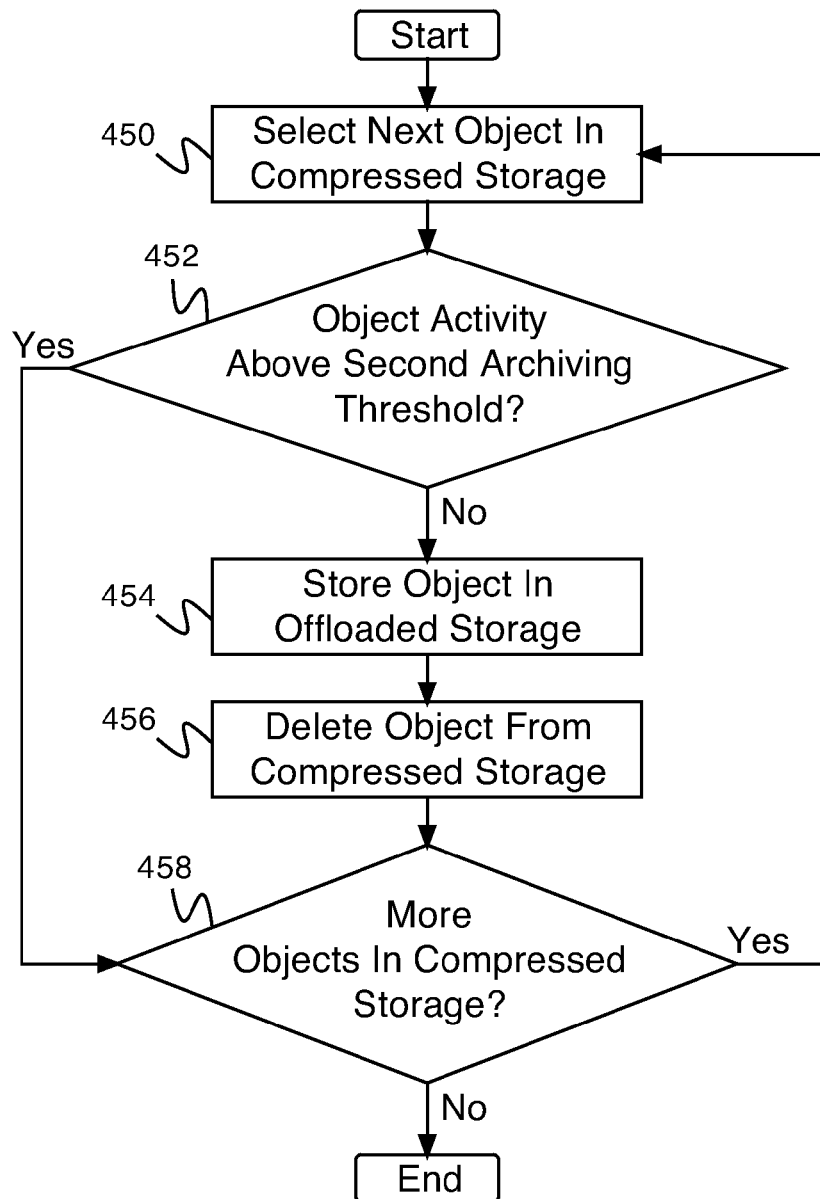 Start
450
Select Next Object In
Compressed Storage
452
Object Activity
Above Second Archiving
Threshold?
Yes
No
454
Store Object In
Offloaded Storage
456
Delete Object From
Compressed Storage
458
More
Objects In Compressed
Storage?
Yes
No
End